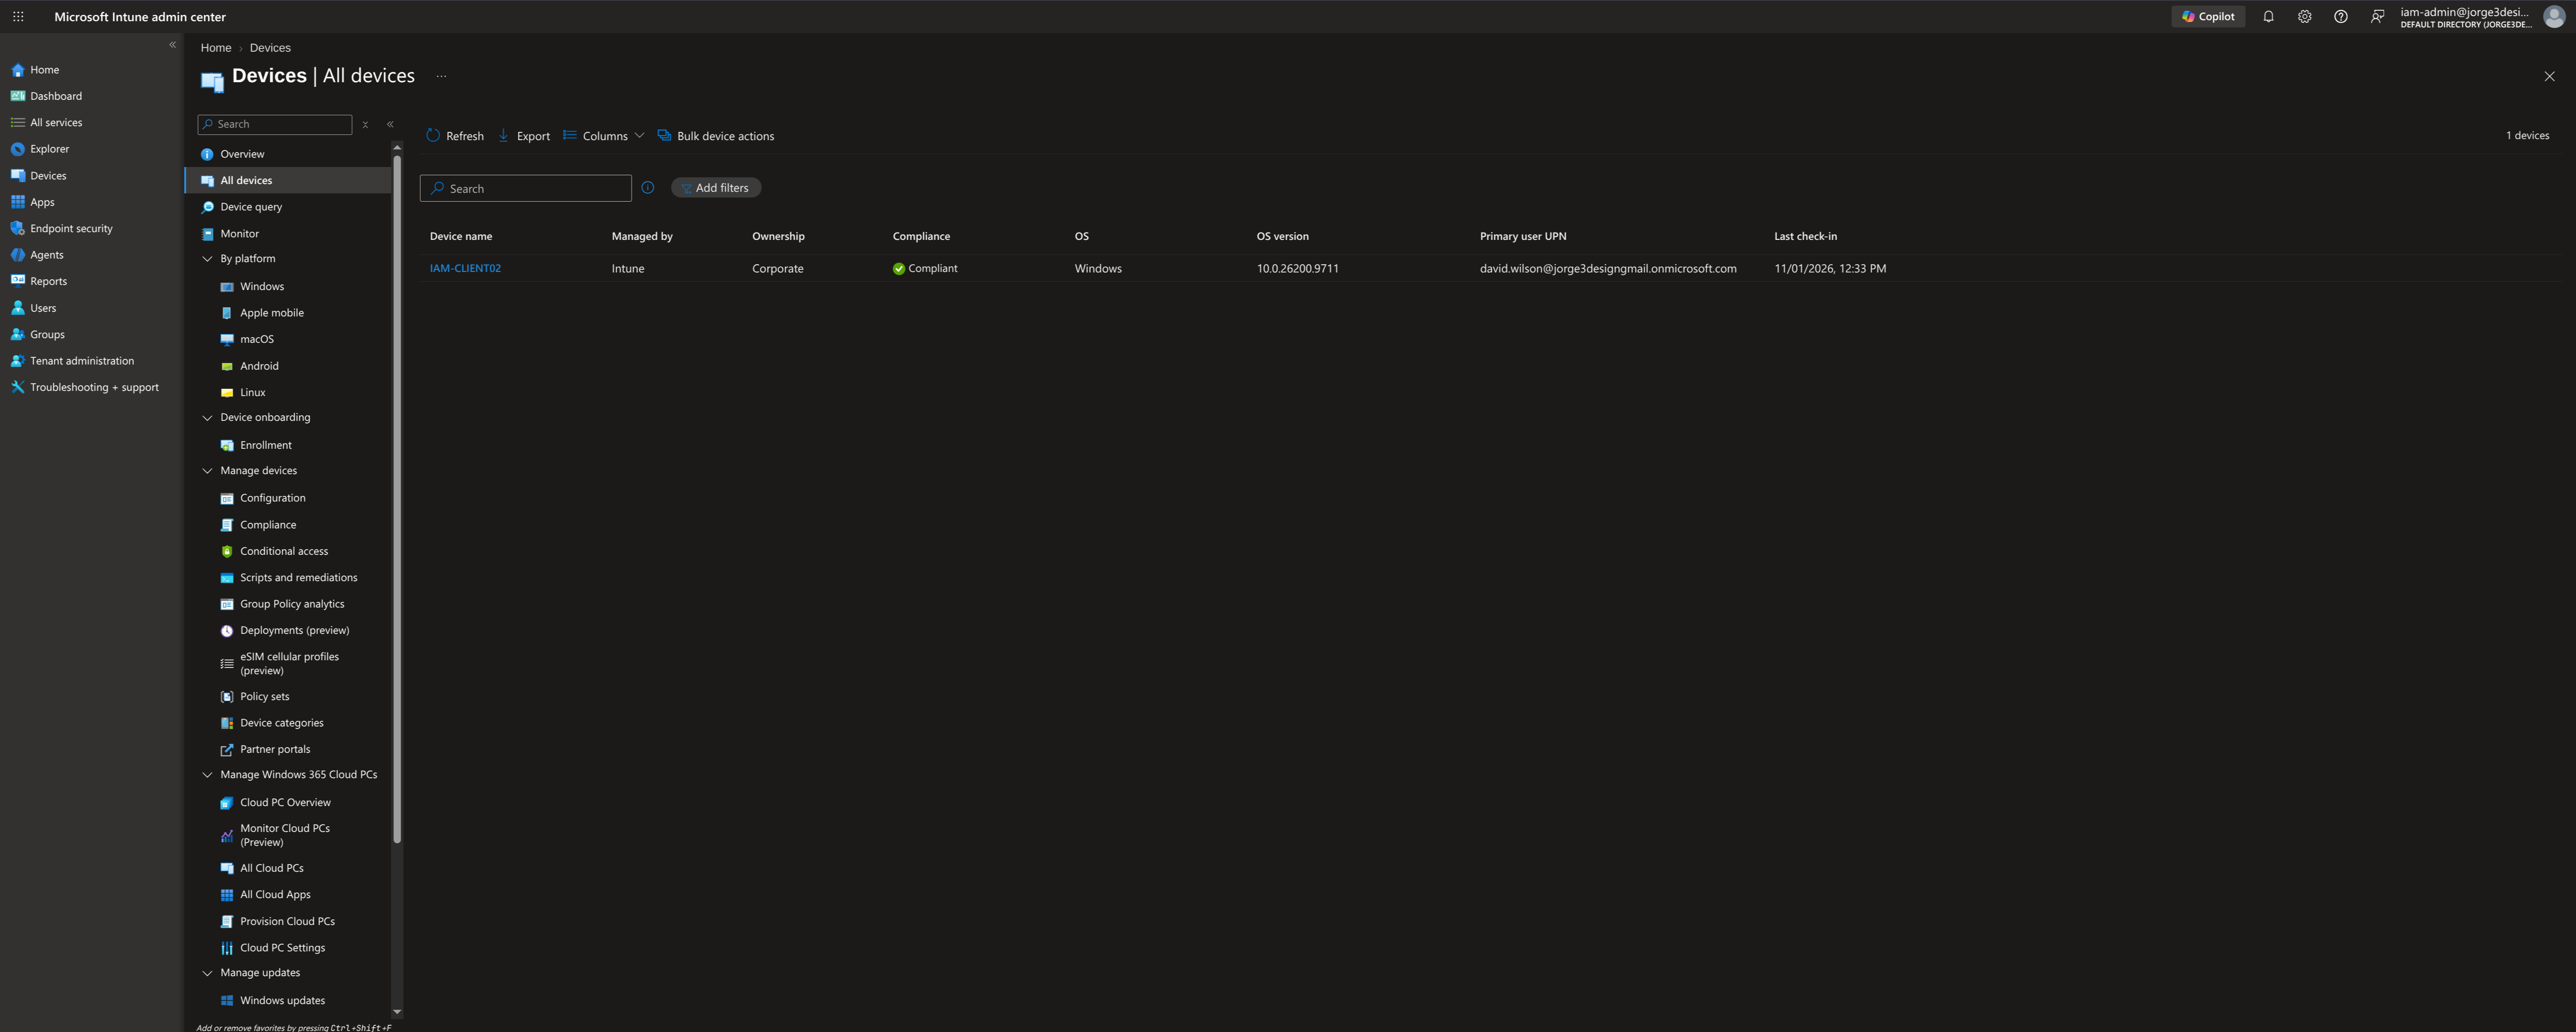 Microsoft Intune admin center
Copilot
iam-admin@jorge3desi...
DEFAULT DIRECTORY (JORGE3DE...
Home
Dashboard
All services
Explorer
Devices
Apps
Endpoint security
Agents
Reports
Users
Groups
Tenant administration
Troubleshooting + support
Home > Devices
Devices | All devices
...
Search
Overview
All devices
Device query
Monitor
By platform
Windows
Apple mobile
macOS
Android
Linux
Device onboarding
Enrollment
Manage devices
Configuration
Compliance
Conditional access
Scripts and remediations
Group Policy analytics
Deployments (preview)
eSIM cellular profiles
(preview)
Policy sets
Device categories
Partner portals
Manage Windows 365 Cloud PCs
Cloud PC Overview
Monitor Cloud PCs
(Preview)
All Cloud PCs
All Cloud Apps
Provision Cloud PCs
Cloud PC Settings
Manage updates
Windows updates
Add or remove favorites by pressing Ctrl+Shift+F
Refresh Export Columns Bulk device actions
1 devices
Search
Add filters
Device name Managed by Ownership Compliance OS OS version Primary user UPN Last check-in
IAM-CLIENT02 Intune Corporate Compliant Windows 10.0.26200.9711 david.wilson@jorge3designgmail.onmicrosoft.com 11/01/2026, 12:33 PM